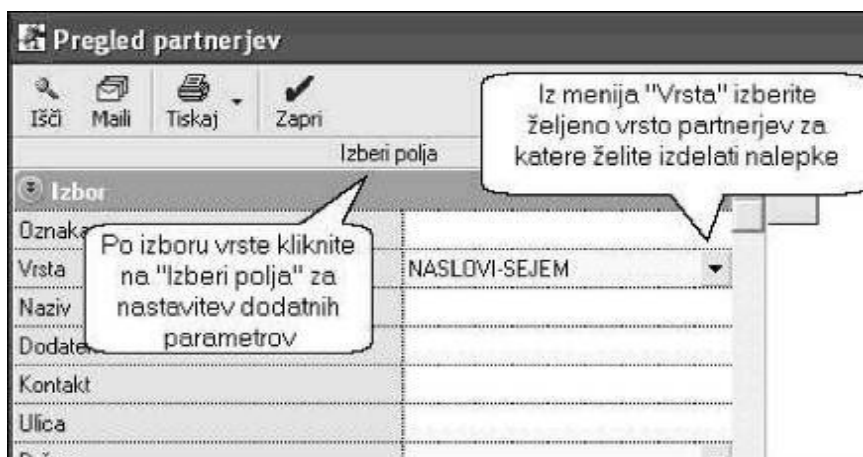 Pregled partnerjev
Išči Maili Tiskaj Zapri
Izberi polja
Iz menija "Vrsta" izberite
željeno vrsto partnerjev za
katere želite izdelati nalepke
Izbor
Oznaka
Po izboru vrste kliknite
na "Izberi polja" za
nastavitev dodatnih
parametrov
Vrsta NASLOVI-SEJEM
Naziv
Kontakt
Ulica